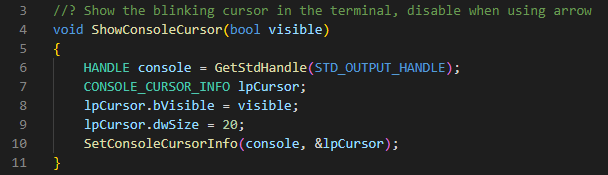 3 //? Show the blinking cursor in the terminal, disable when using arrow
4 void ShowConsoleCursor(bool visible)
5 {
6     HANDLE console = GetStdHandle(STD_OUTPUT_HANDLE);
7     CONSOLE_CURSOR_INFO lpCursor;
8     lpCursor.bVisible = visible;
9     lpCursor.dwSize = 20;
10     SetConsoleCursorInfo(console, &lpCursor);
11 }